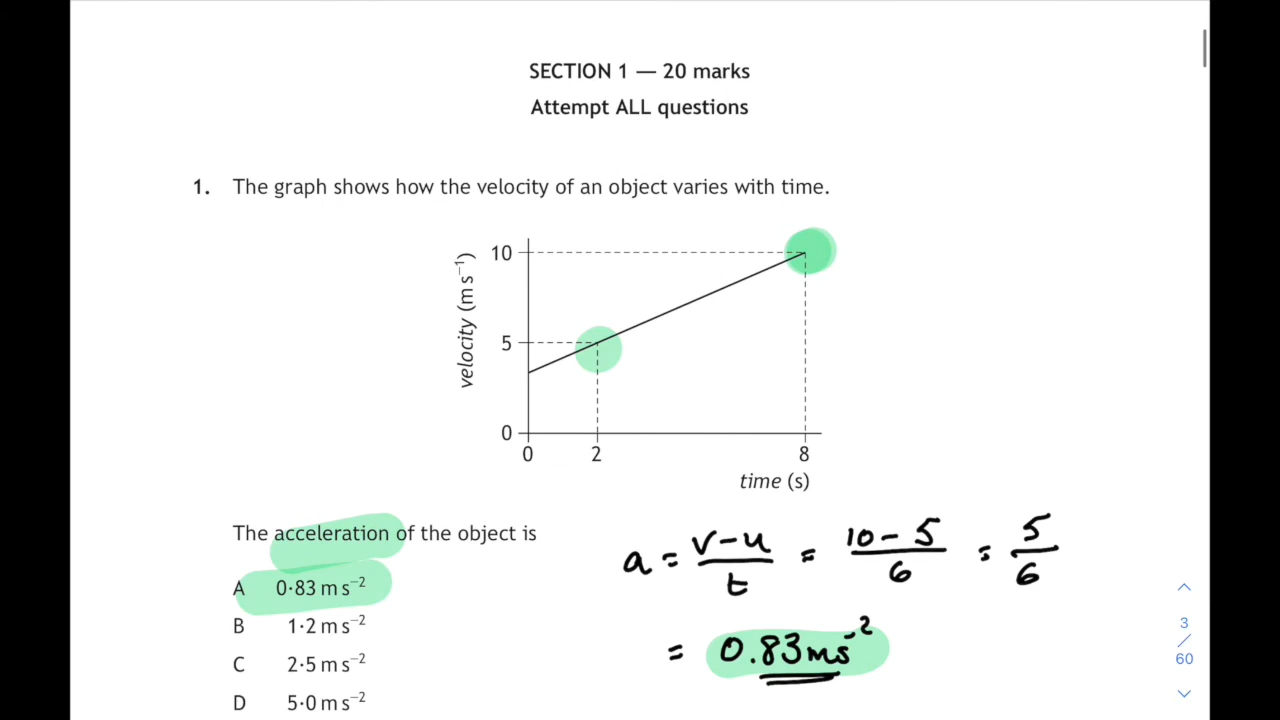 SECTION 1 — 20 marks
Attempt ALL questions
1. The graph shows how the velocity of an object varies with time.
velocity (m s⁻¹)
10
5
0
0 2 8
time (s)
The acceleration of the object is
A 0·83 m s⁻²
B 1·2 m s⁻²
C 2·5 m s⁻²
D 5·0 m s⁻²
a = v-u/t = 10-5/6 = 5/6
= 0.83ms⁻²
3
/
60